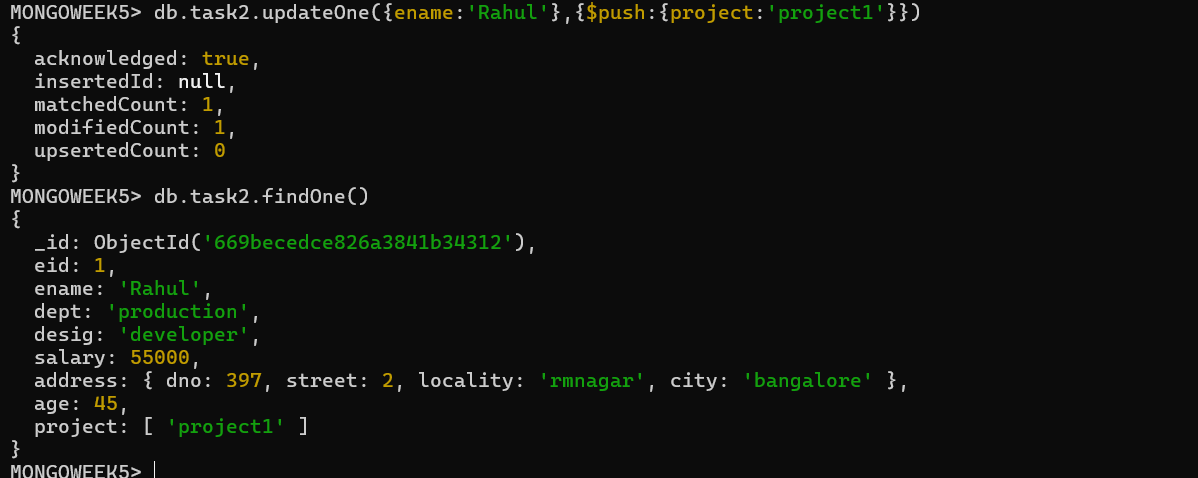 MONGOWEEK5> db.task2.updateOne({ename:'Rahul'},{$push:{project:'project1'}})
{
  acknowledged: true,
  insertedId: null,
  matchedCount: 1,
  modifiedCount: 1,
  upsertedCount: 0
}
MONGOWEEK5> db.task2.findOne()
{
  _id: ObjectId('669becedce826a3841b34312'),
  eid: 1,
  ename: 'Rahul',
  dept: 'production',
  desig: 'developer',
  salary: 55000,
  address: { dno: 397, street: 2, locality: 'rmnagar', city: 'bangalore' },
  age: 45,
  project: [ 'project1' ]
}
MONGOWEEK5>